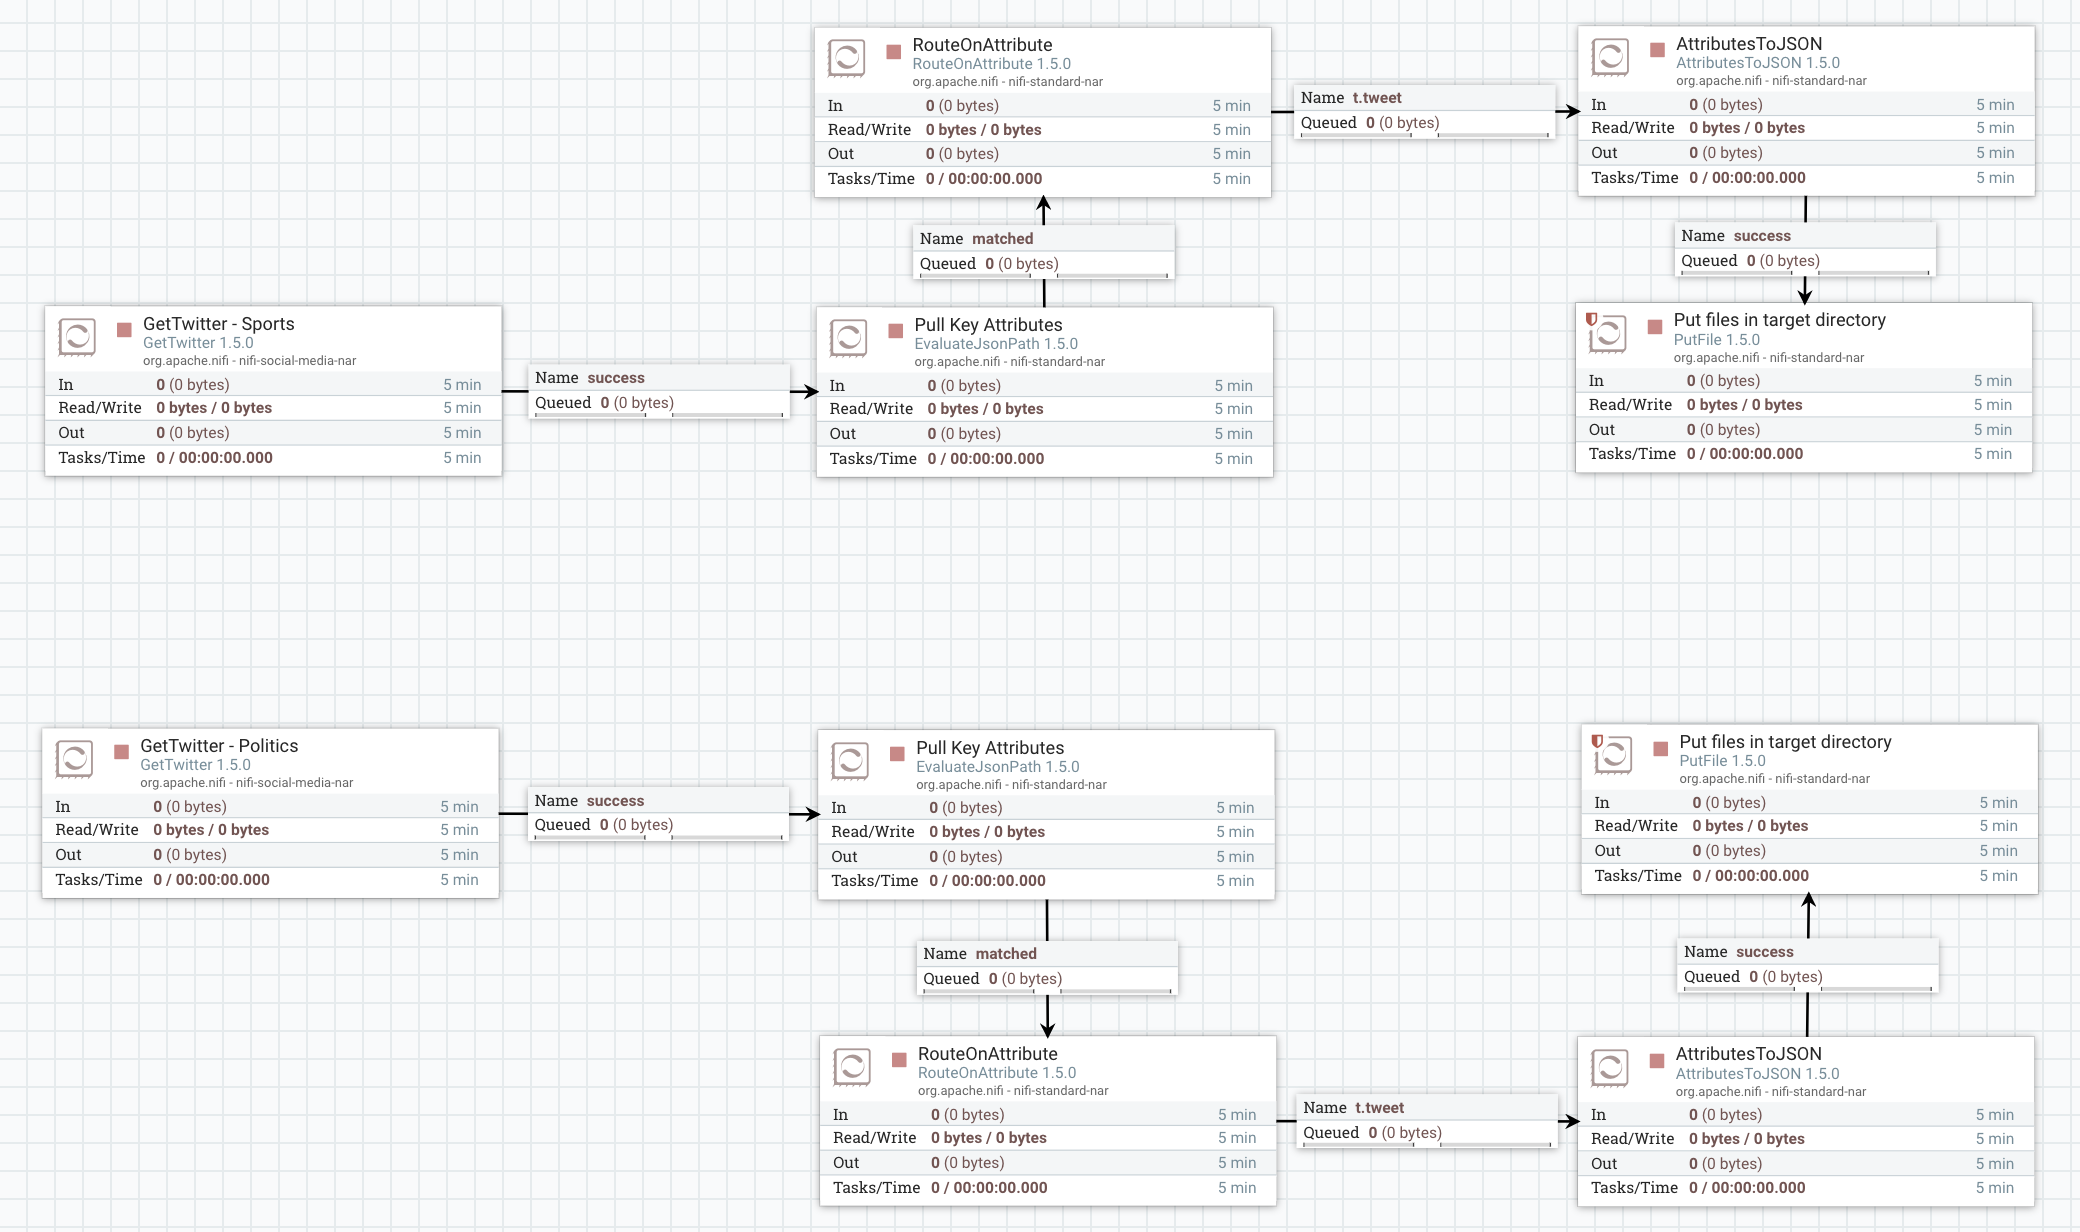 RouteOnAttribute
RouteOnAttribute 1.5.0
org.apache.nifi - nifi-standard-nar
In 0 (0 bytes) 5 min
Read/Write 0 bytes / 0 bytes 5 min
Out 0 (0 bytes) 5 min
Tasks/Time 0 / 00:00:00.000 5 min
Name t.tweet
Queued 0 (0 bytes)
AttributesToJSON
AttributesToJSON 1.5.0
org.apache.nifi - nifi-standard-nar
In 0 (0 bytes) 5 min
Read/Write 0 bytes / 0 bytes 5 min
Out 0 (0 bytes) 5 min
Tasks/Time 0 / 00:00:00.000 5 min
Name matched
Queued 0 (0 bytes)
Name success
Queued 0 (0 bytes)
GetTwitter - Sports
GetTwitter 1.5.0
org.apache.nifi - nifi-social-media-nar
In 0 (0 bytes) 5 min
Read/Write 0 bytes / 0 bytes 5 min
Out 0 (0 bytes) 5 min
Tasks/Time 0 / 00:00:00.000 5 min
Name success
Queued 0 (0 bytes)
Pull Key Attributes
EvaluateJsonPath 1.5.0
org.apache.nifi - nifi-standard-nar
In 0 (0 bytes) 5 min
Read/Write 0 bytes / 0 bytes 5 min
Out 0 (0 bytes) 5 min
Tasks/Time 0 / 00:00:00.000 5 min
Put files in target directory
PutFile 1.5.0
org.apache.nifi - nifi-standard-nar
In 0 (0 bytes) 5 min
Read/Write 0 bytes / 0 bytes 5 min
Out 0 (0 bytes) 5 min
Tasks/Time 0 / 00:00:00.000 5 min
GetTwitter - Politics
GetTwitter 1.5.0
org.apache.nifi - nifi-social-media-nar
In 0 (0 bytes) 5 min
Read/Write 0 bytes / 0 bytes 5 min
Out 0 (0 bytes) 5 min
Tasks/Time 0 / 00:00:00.000 5 min
Name success
Queued 0 (0 bytes)
Pull Key Attributes
EvaluateJsonPath 1.5.0
org.apache.nifi - nifi-standard-nar
In 0 (0 bytes) 5 min
Read/Write 0 bytes / 0 bytes 5 min
Out 0 (0 bytes) 5 min
Tasks/Time 0 / 00:00:00.000 5 min
Put files in target directory
PutFile 1.5.0
org.apache.nifi - nifi-standard-nar
In 0 (0 bytes) 5 min
Read/Write 0 bytes / 0 bytes 5 min
Out 0 (0 bytes) 5 min
Tasks/Time 0 / 00:00:00.000 5 min
Name matched
Queued 0 (0 bytes)
Name success
Queued 0 (0 bytes)
RouteOnAttribute
RouteOnAttribute 1.5.0
org.apache.nifi - nifi-standard-nar
In 0 (0 bytes) 5 min
Read/Write 0 bytes / 0 bytes 5 min
Out 0 (0 bytes) 5 min
Tasks/Time 0 / 00:00:00.000 5 min
Name t.tweet
Queued 0 (0 bytes)
AttributesToJSON
AttributesToJSON 1.5.0
org.apache.nifi - nifi-standard-nar
In 0 (0 bytes) 5 min
Read/Write 0 bytes / 0 bytes 5 min
Out 0 (0 bytes) 5 min
Tasks/Time 0 / 00:00:00.000 5 min